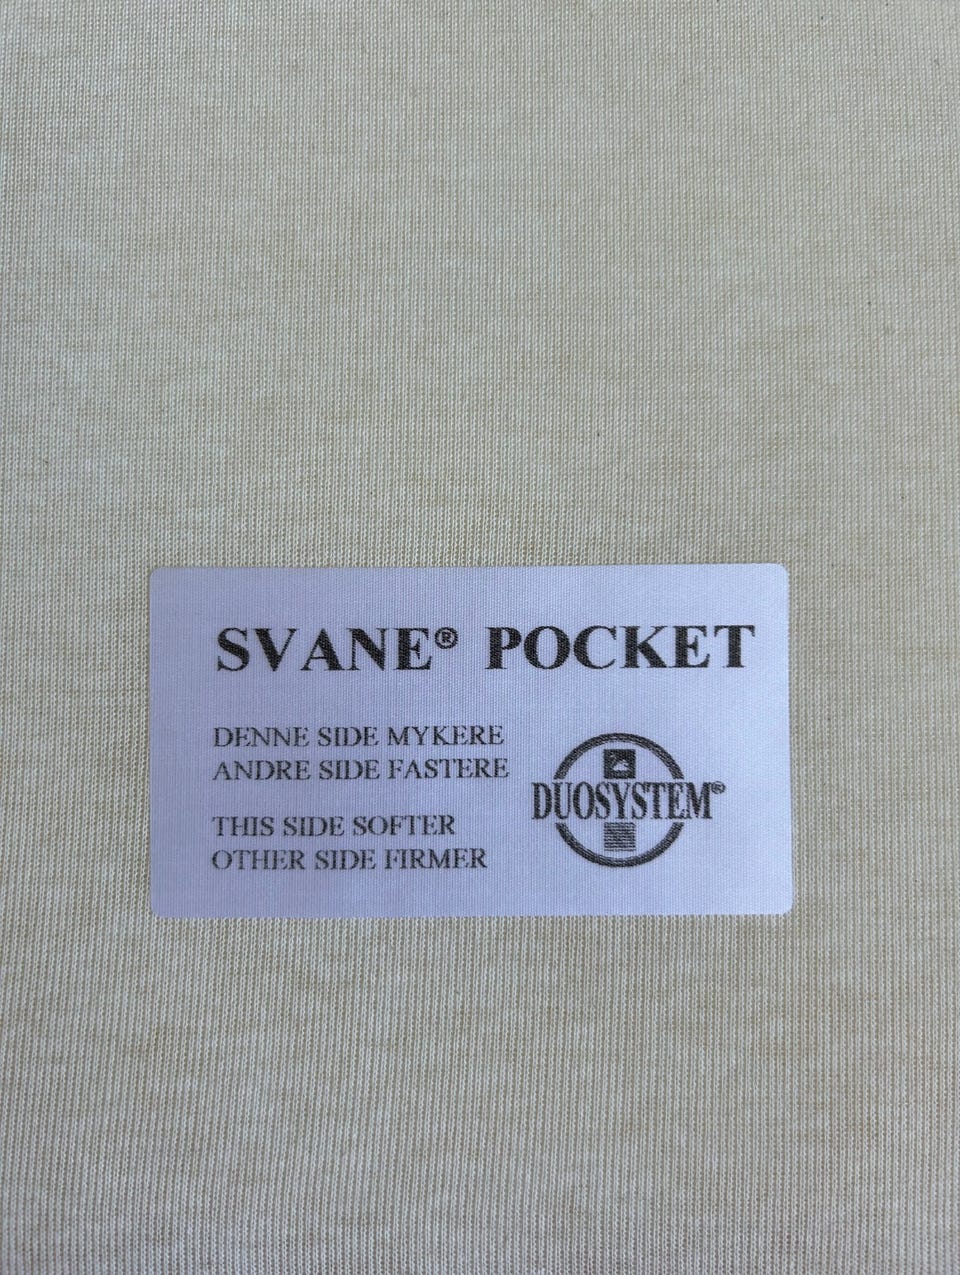 SVANE® POCKET
DENNE SIDE MYKERE
ANDRE SIDE FASTERE
THIS SIDE SOFTER
OTHER SIDE FIRMER
DUOSYSTEM®